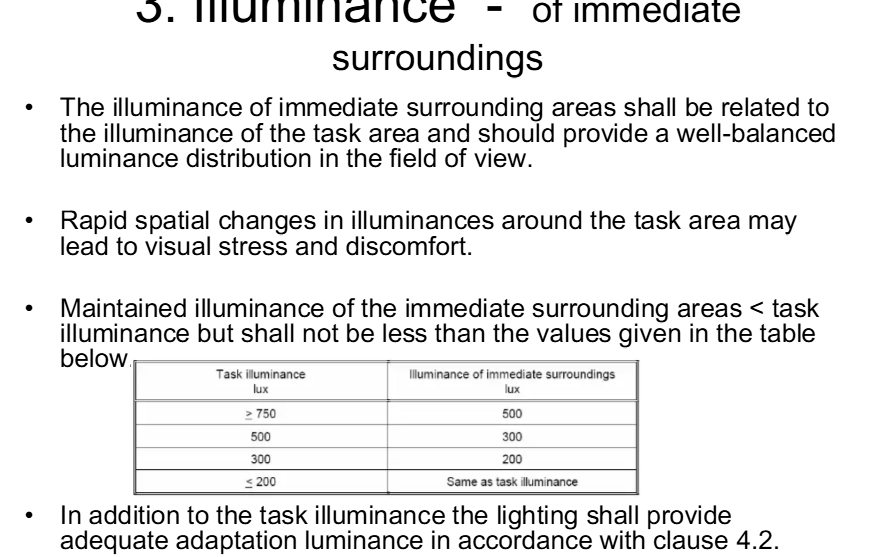 3. Illuminance - of immediate
surroundings
• The illuminance of immediate surrounding areas shall be related to
the illuminance of the task area and should provide a well-balanced
luminance distribution in the field of view.
• Rapid spatial changes in illuminances around the task area may
lead to visual stress and discomfort.
• Maintained illuminance of the immediate surrounding areas < task
illuminance but shall not be less than the values given in the table
below.
Task illuminance lux Illuminance of immediate surroundings lux
≥ 750 500
500 300
300 200
≤ 200 Same as task illuminance
• In addition to the task illuminance the lighting shall provide
adequate adaptation luminance in accordance with clause 4.2.